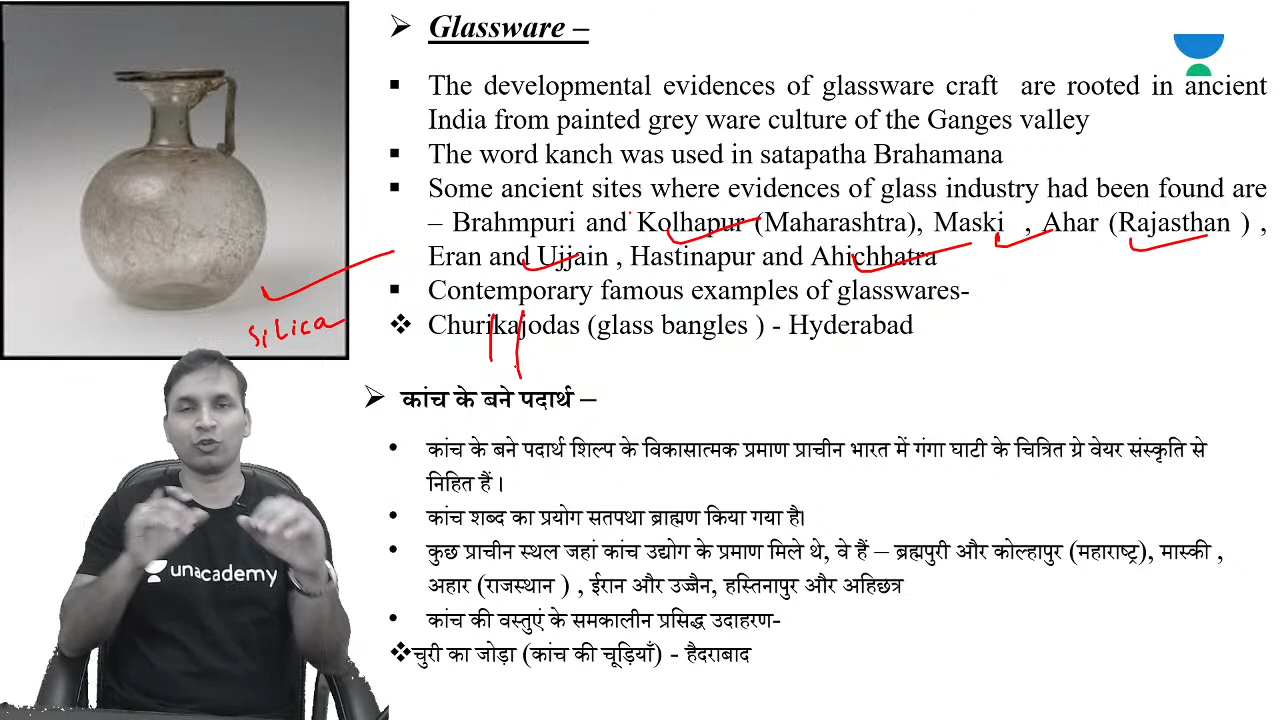 Glassware –
The developmental evidences of glassware craft are rooted in ancient
India from painted grey ware culture of the Ganges valley
The word kanch was used in satapatha Brahamana
Some ancient sites where evidences of glass industry had been found are
– Brahmpuri and Kolhapur (Maharashtra), Maski , Ahar (Rajasthan ) ,
Eran and Ujjain , Hastinapur and Ahichhatra
Contemporary famous examples of glasswares-
Churikajodas (glass bangles ) - Hyderabad
Silica
कांच के बने पदार्थ –
कांच के बने पदार्थ शिल्प के विकासात्मक प्रमाण प्राचीन भारत में गंगा घाटी के चित्रित ग्रे वेयर संस्कृति से
निहित हैं ।
कांच शब्द का प्रयोग सतपथा ब्राह्मण किया गया है।
कुछ प्राचीन स्थल जहां कांच उद्योग के प्रमाण मिले थे, वे हैं – ब्रह्मपुरी और कोल्हापुर (महाराष्ट्र), मास्की ,
अहार (राजस्थान ) , ईरान और उज्जैन, हस्तिनापुर और अहिछत्र
कांच की वस्तुएं के समकालीन प्रसिद्ध उदाहरण-
चुरी का जोड़ा (कांच की चूड़ियाँ) - हैदराबाद
unacademy